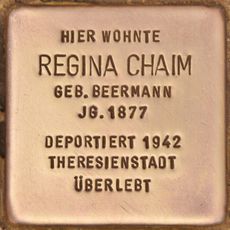 HIER WOHNTE
REGINA CHAIM
GEB. BEERMANN
JG. 1877
DEPORTIERT 1942
THERESIENSTADT
ÜBERLEBT